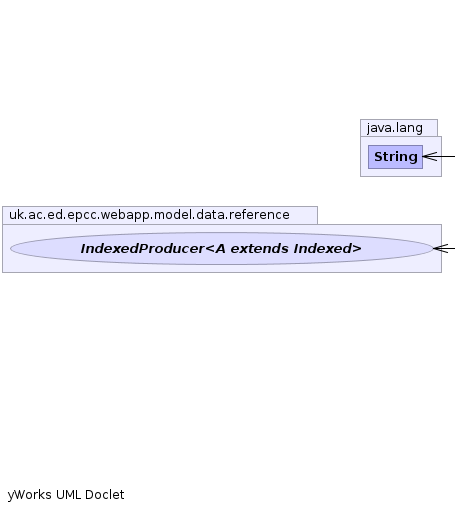 java.lang
String
uk.ac.ed.epcc.webapp.model.data.reference
IndexedProducer<A extends Indexed>
yWorks UML Doclet